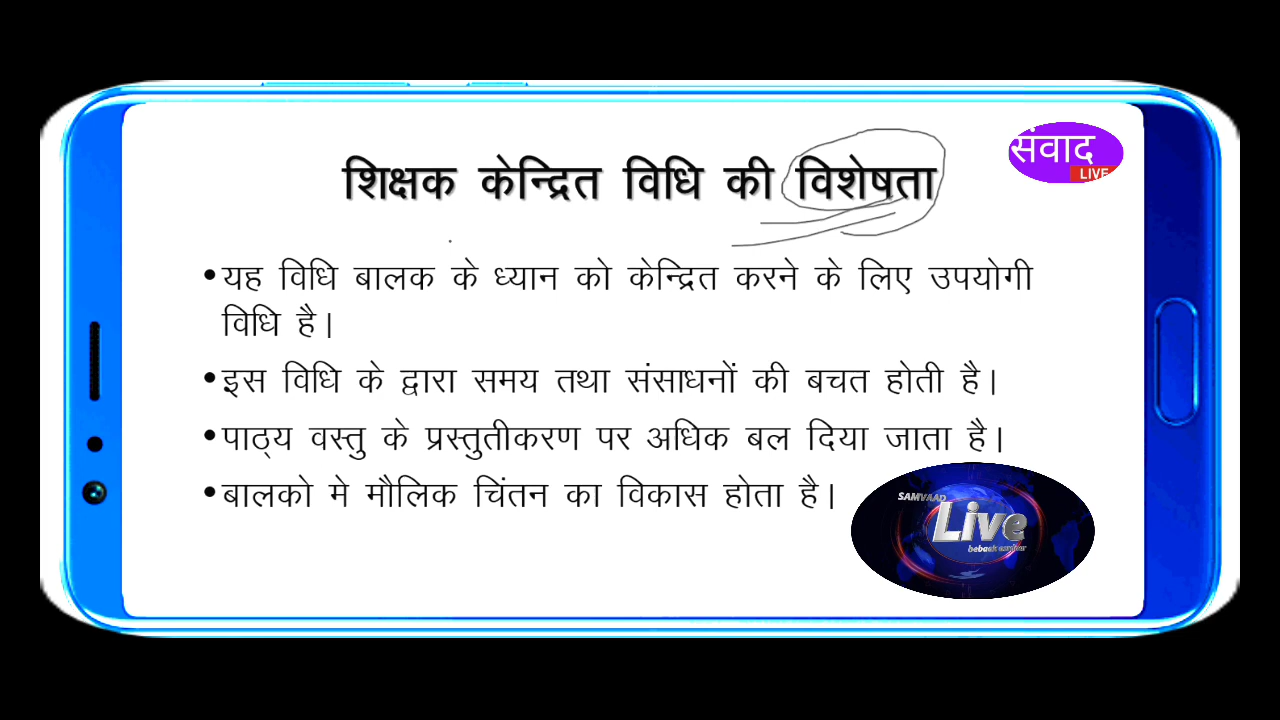 संवाद
LIVE
शिक्षक केन्द्रित विधि की विशेषता
•यह विधि बालक के ध्यान को केन्द्रित करने के लिए उपयोगी
विधि है।
•इस विधि के द्वारा समय तथा संसाधनों की बचत होती है।
•पाठ्य वस्तु के प्रस्तुतीकरण पर अधिक बल दिया जाता है।
•बालको मे मौलिक चिंतन का विकास होता है।
SAMVAAD
Live